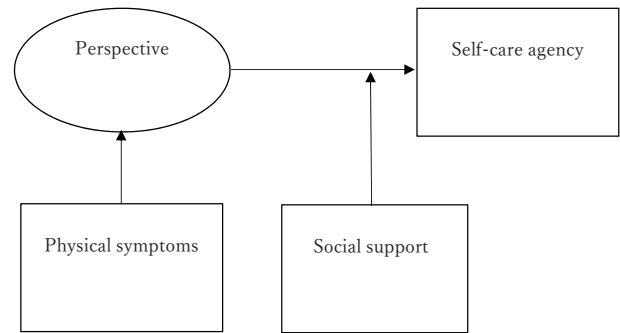 Perspective
Self-care agency
Physical symptoms
Social support